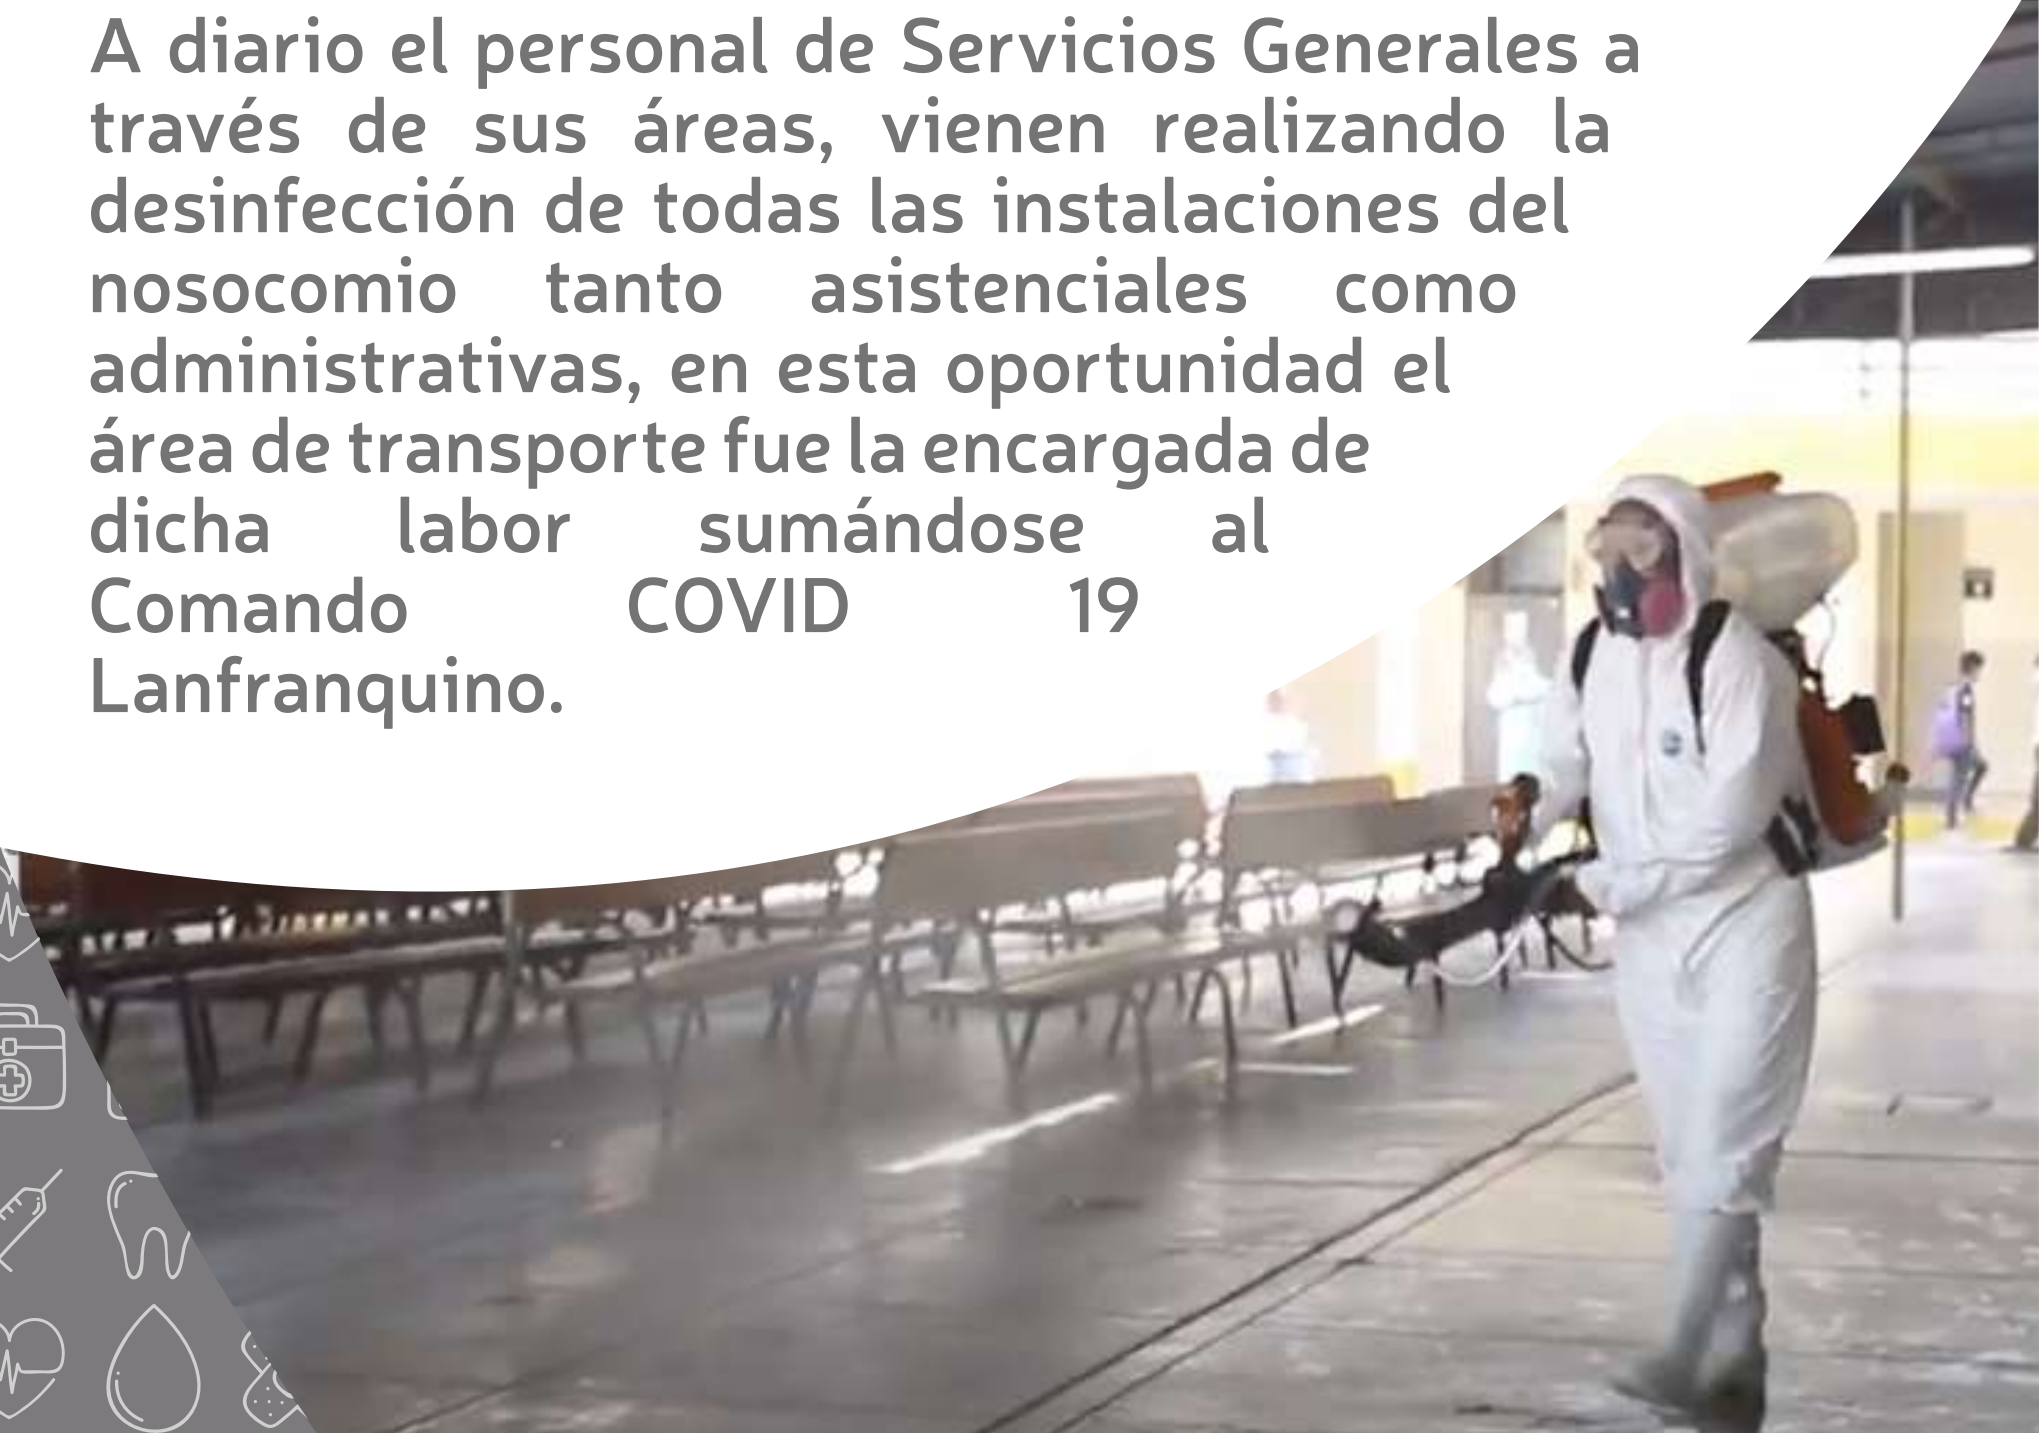 A diario el personal de Servicios Generales a
través de sus áreas, vienen realizando la
desinfección de todas las instalaciones del
nosocomio tanto asistenciales como
administrativas, en esta oportunidad el
área de transporte fue la encargada de
dicha labor sumándose al
Comando COVID 19
Lanfranquino.